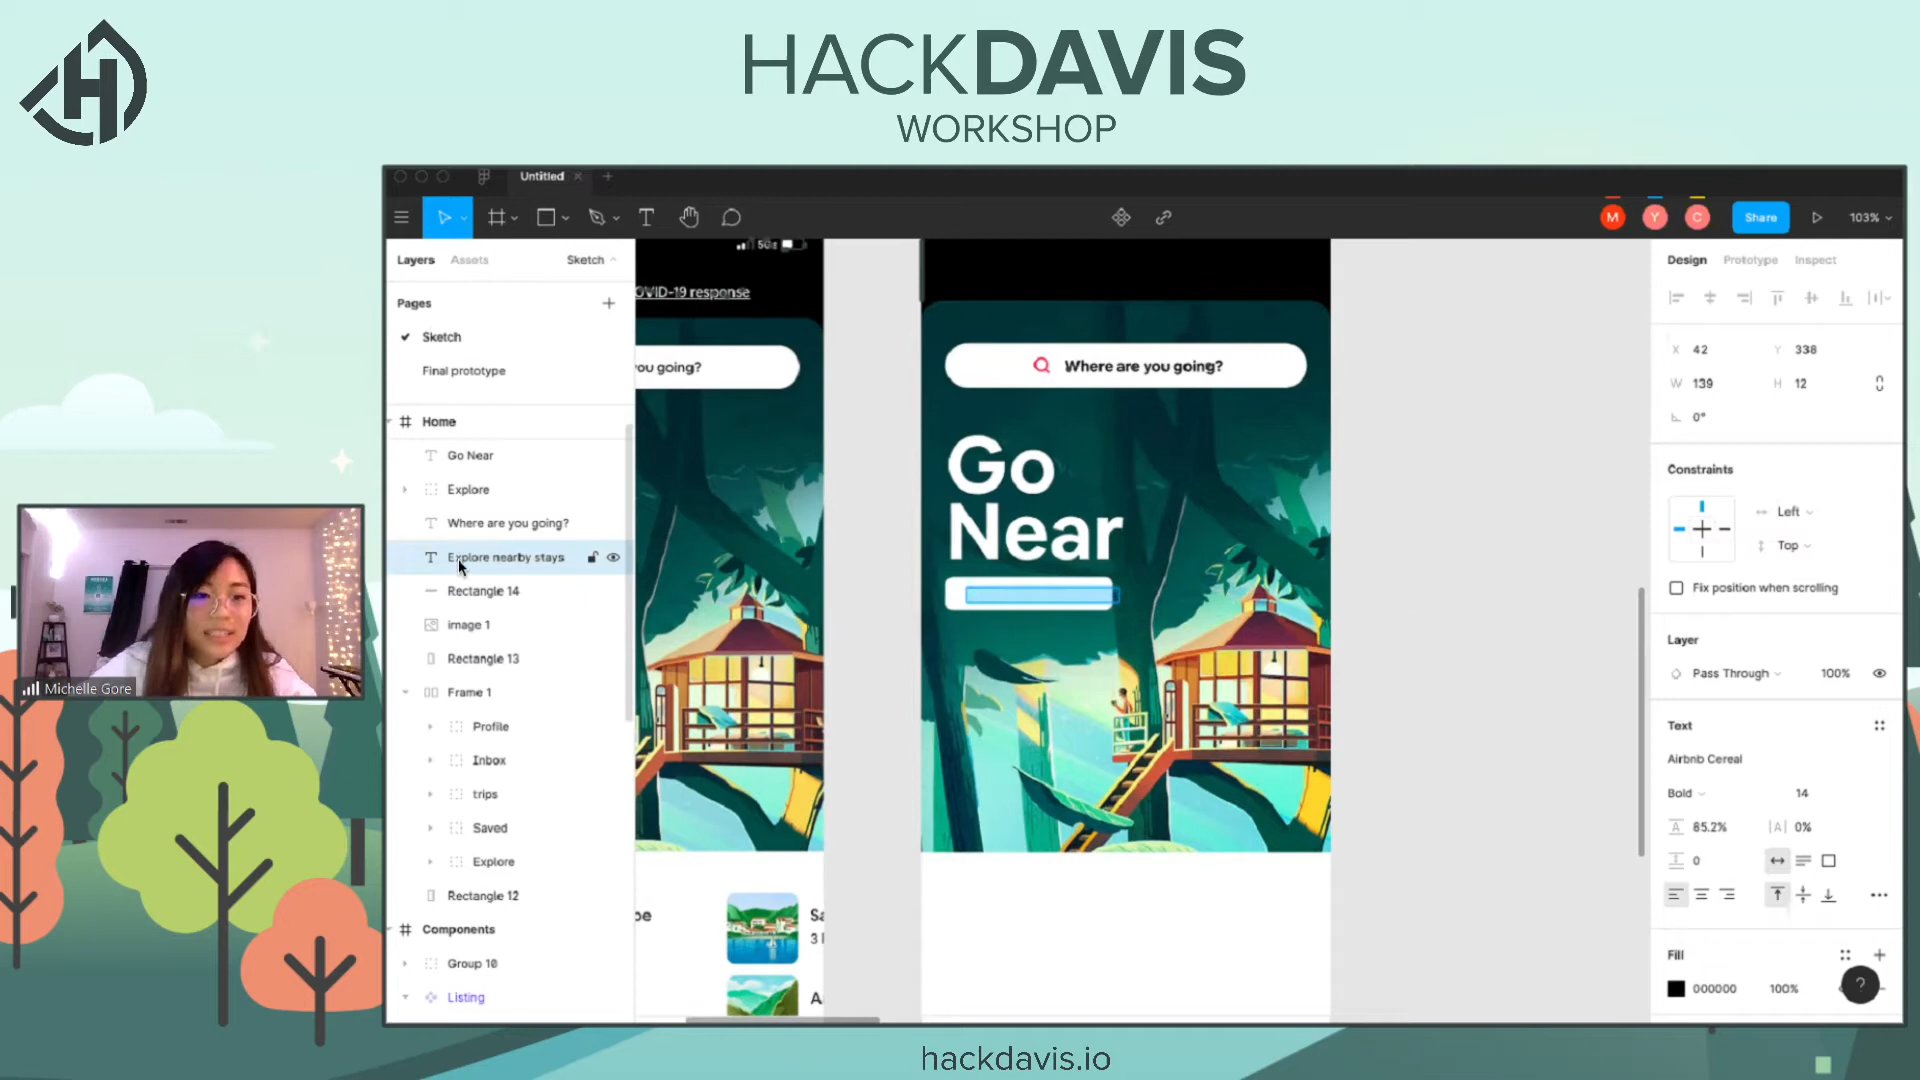 HACKDAVIS
WORKSHOP
Untitled
Share
103%
M
Y
C
Layers
Assets
Sketch
Pages
Sketch
Final prototype
Home
Go Near
Explore
Where are you going?
Explore nearby stays
Rectangle 14
image 1
Rectangle 13
Frame 1
Profile
Inbox
trips
Saved
Explore
Rectangle 12
Components
Group 10
Listing
5G
OVID-19 response
ou going?
Where are you going?
Go
Near
Sa
3
A
Design
Prototype
Inspect
X 42
Y 338
W 139
H 12
0°
Constraints
Left
Top
Fix position when scrolling
Layer
Pass Through
100%
Text
Airbnb Cereal
Bold
14
85.2%
|A| 0%
0
Fill
000000
100%
?
Michelle Gore
hackdavis.io